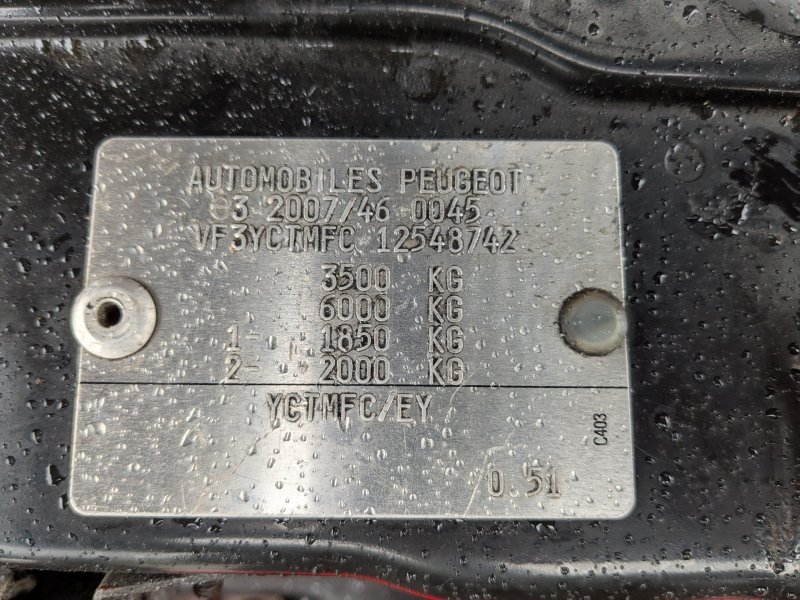 AUTOMOBILES PEUGEOT
e3 2007/46 0045
VF3YCTMFC 12548742
3500 KG
6000 KG
1- 1850 KG
2- 2000 KG
YCTMFC/EY
C403
0 51